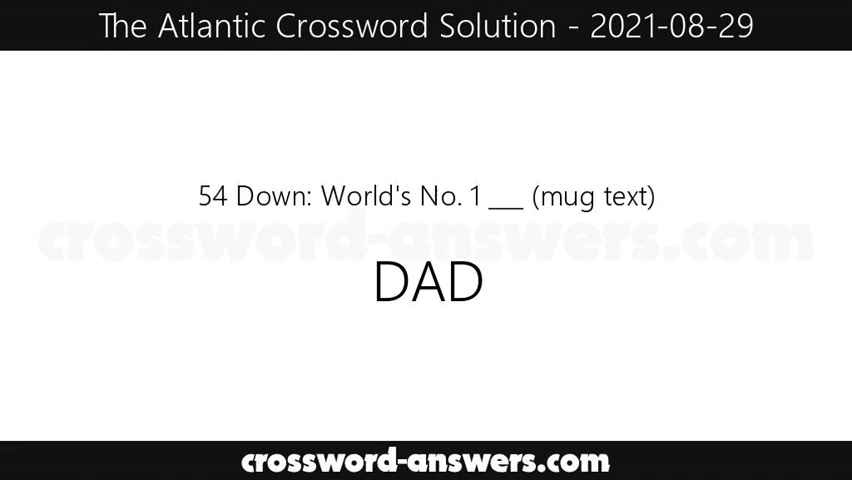 The Atlantic Crossword Solution - 2021-08-29
54 Down: World's No. 1 ___ (mug text)
crossword-answers.com
DAD
crossword-answers.com